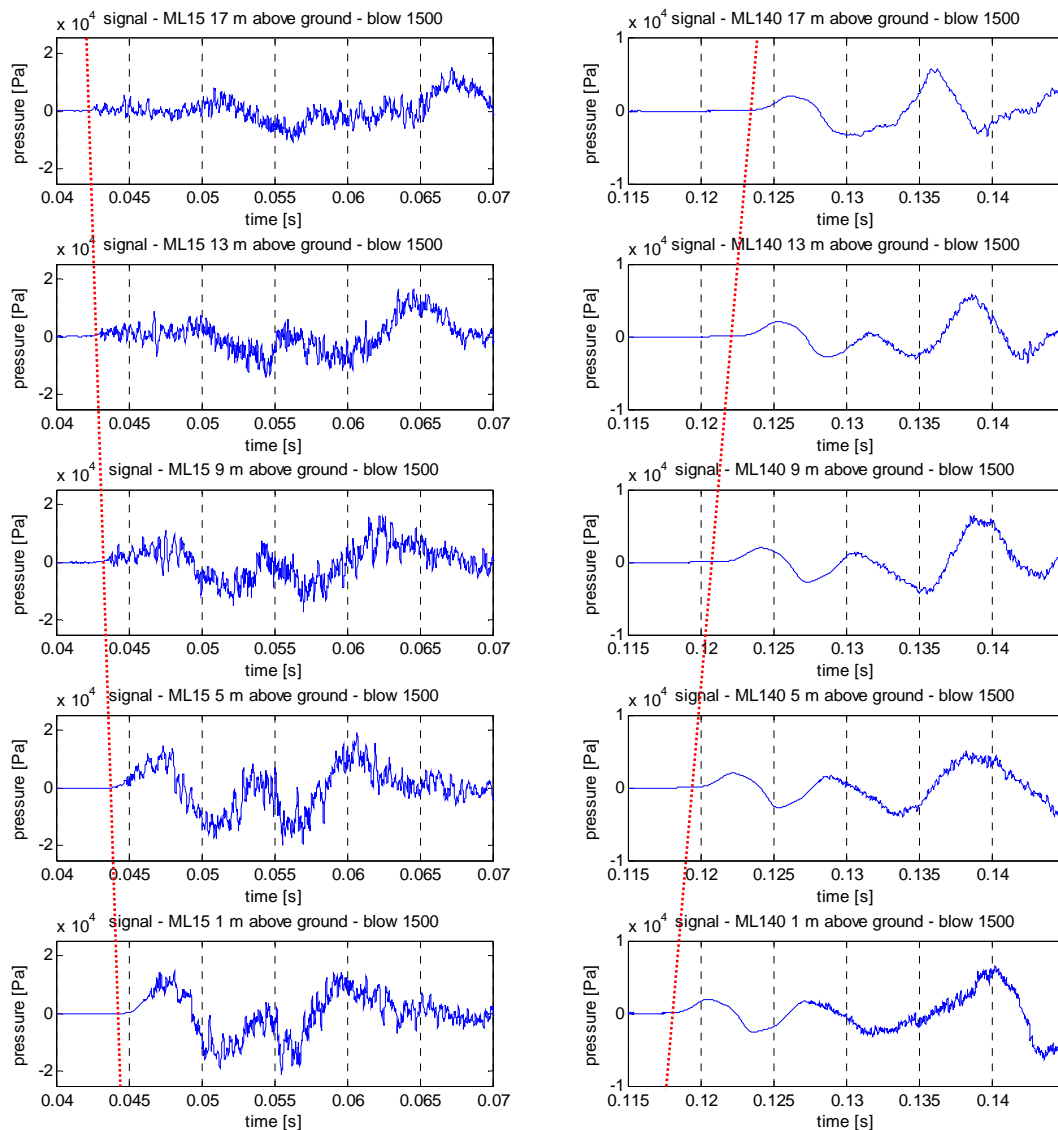 x 10^4 signal - ML15 17 m above ground - blow 1500
2
0
-2
pressure [Pa]
0.04 0.045 0.05 0.055 0.06 0.065 0.07
time [s]
x 10^4 signal - ML140 17 m above ground - blow 1500
1
0
-1
pressure [Pa]
0.115 0.12 0.125 0.13 0.135 0.14
time [s]
x 10^4 signal - ML15 13 m above ground - blow 1500
2
0
-2
pressure [Pa]
0.04 0.045 0.05 0.055 0.06 0.065 0.07
time [s]
x 10^4 signal - ML140 13 m above ground - blow 1500
1
0
-1
pressure [Pa]
0.115 0.12 0.125 0.13 0.135 0.14
time [s]
x 10^4 signal - ML15 9 m above ground - blow 1500
2
0
-2
pressure [Pa]
0.04 0.045 0.05 0.055 0.06 0.065 0.07
time [s]
x 10^4 signal - ML140 9 m above ground - blow 1500
1
0
-1
pressure [Pa]
0.115 0.12 0.125 0.13 0.135 0.14
time [s]
x 10^4 signal - ML15 5 m above ground - blow 1500
2
0
-2
pressure [Pa]
0.04 0.045 0.05 0.055 0.06 0.065 0.07
time [s]
x 10^4 signal - ML140 5 m above ground - blow 1500
1
0
-1
pressure [Pa]
0.115 0.12 0.125 0.13 0.135 0.14
time [s]
x 10^4 signal - ML15 1 m above ground - blow 1500
2
0
-2
pressure [Pa]
0.04 0.045 0.05 0.055 0.06 0.065 0.07
time [s]
x 10^4 signal - ML140 1 m above ground - blow 1500
1
0
-1
pressure [Pa]
0.115 0.12 0.125 0.13 0.135 0.14
time [s]